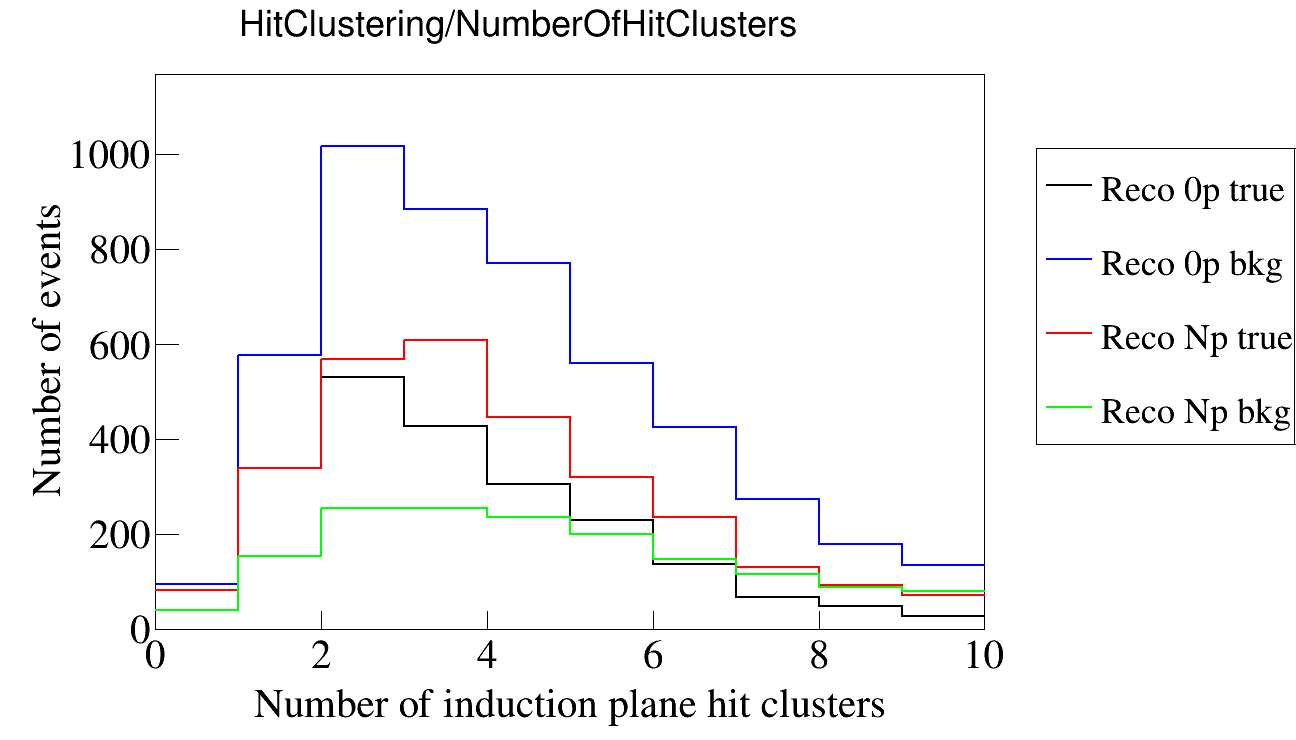 HitClustering/NumberOfHitClusters
Number of events
1000
800
600
400
200
0
0 2 4 6 8 10
Number of induction plane hit clusters
Reco 0p true
Reco 0p bkg
Reco Np true
Reco Np bkg